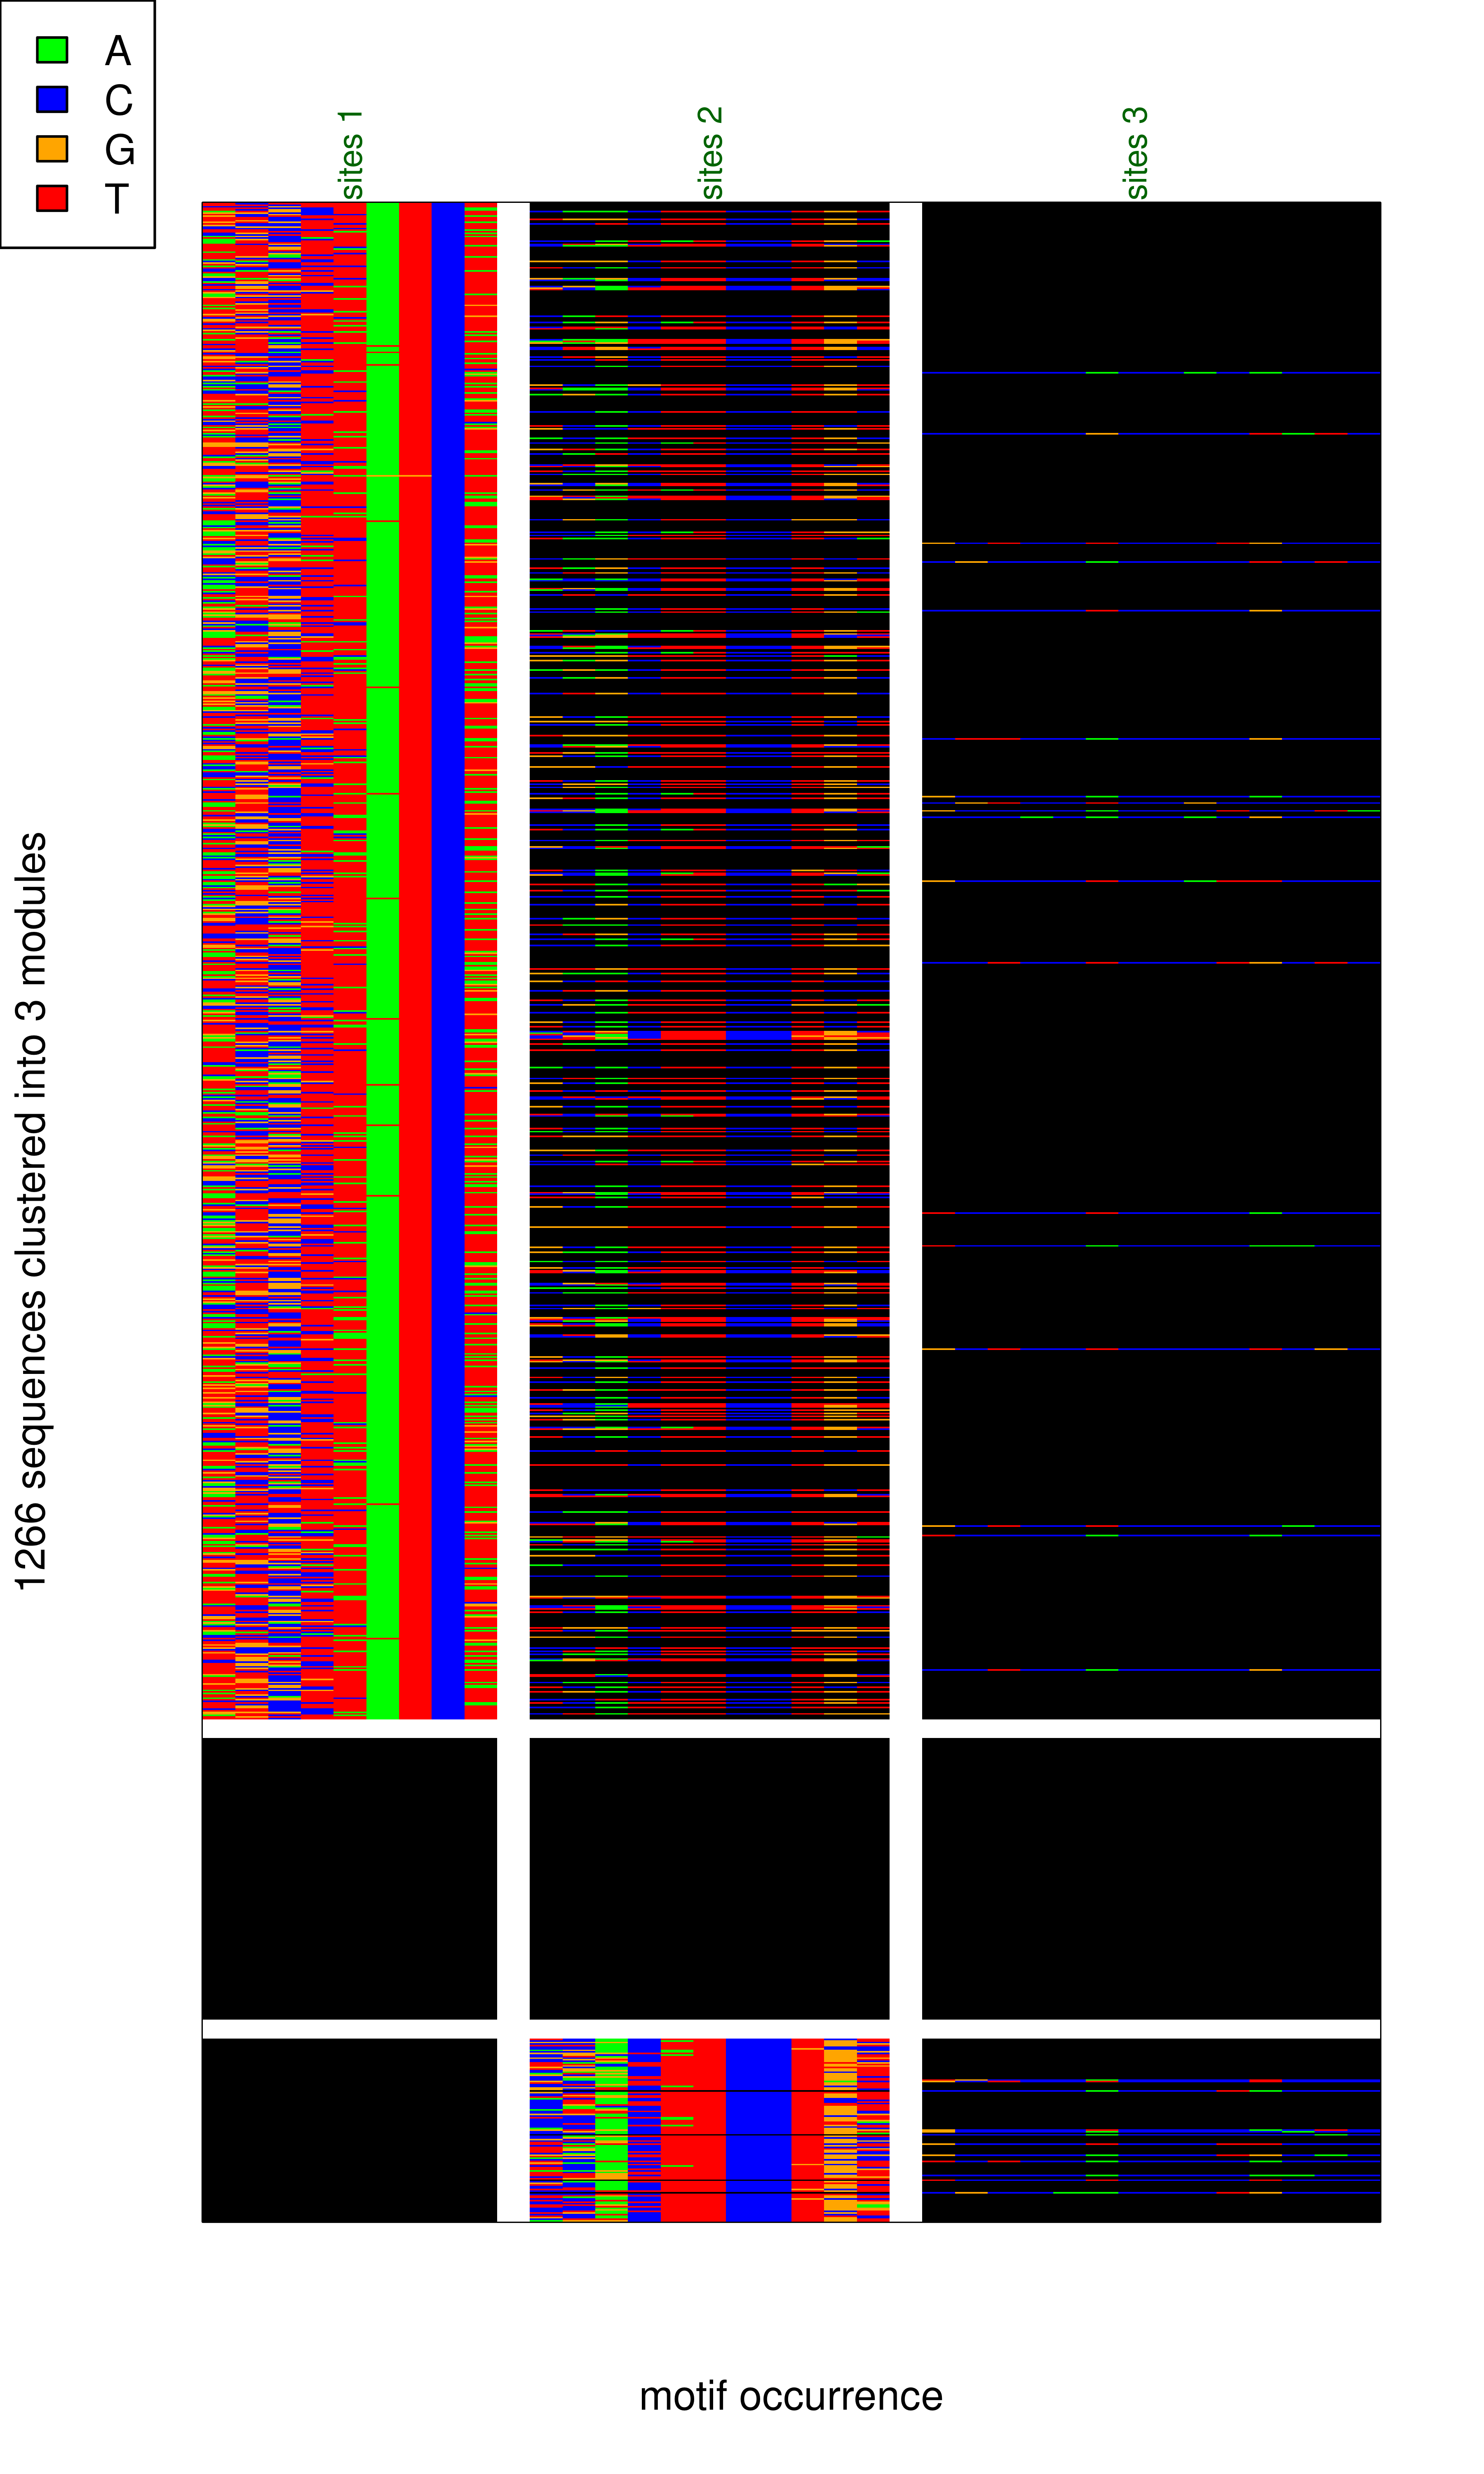 A
C
G
T
sites 1
sites 2
sites 3
1266 sequences clustered into 3 modules
motif occurrence